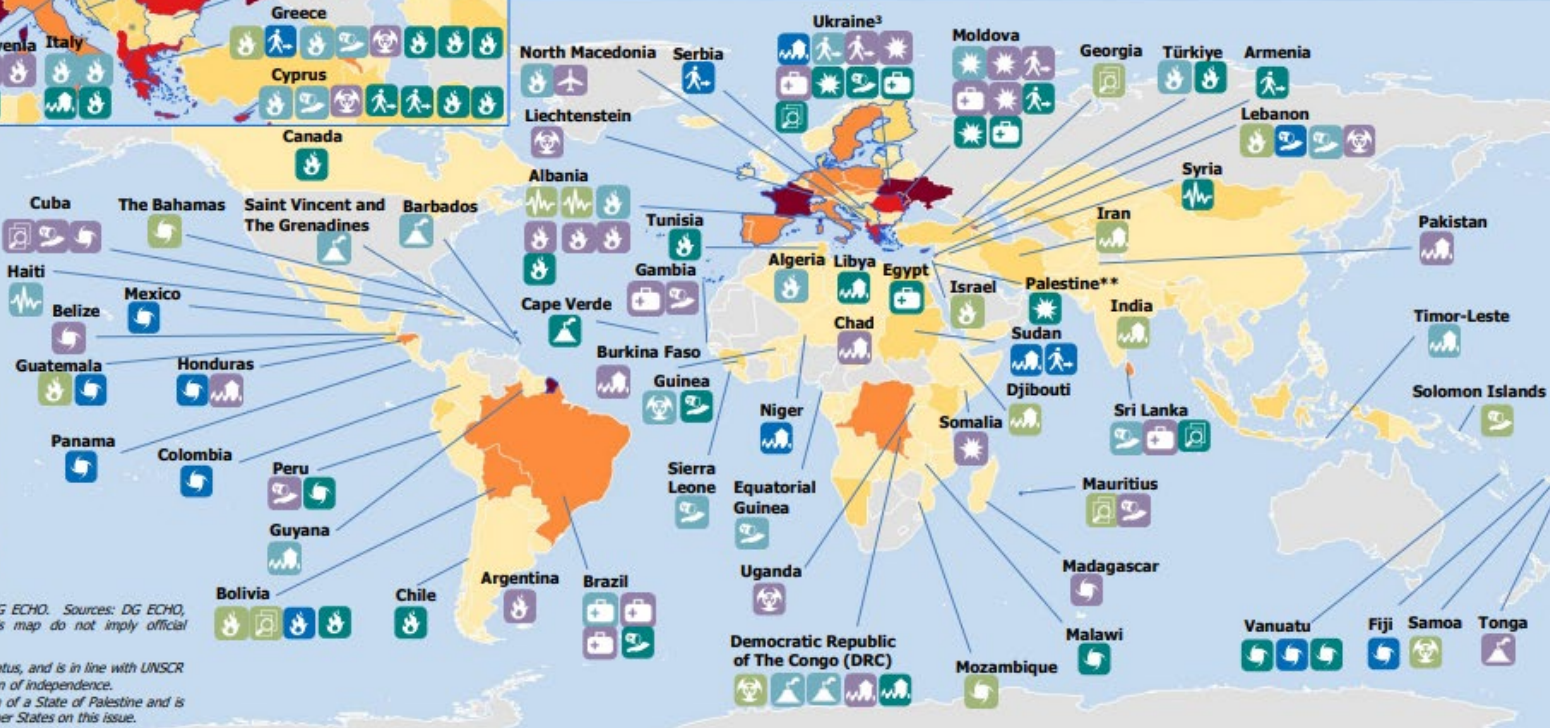 Greece
venia
Italy
Cyprus
Canada
North Macedonia
Serbia
Liechtenstein
Albania
Ukraine³
Moldova
Georgia
Türkiye
Armenia
Lebanon
Syria
Cuba
The Bahamas
Saint Vincent and
The Grenadines
Barbados
Tunisia
Iran
Pakistan
Haiti
Mexico
Belize
Gambia
Algeria
Libya
Egypt
Israel
Palestine**
India
Timor-Leste
Cape Verde
Chad
Sudan
Guatemala
Honduras
Burkina Faso
Guinea
Djibouti
Solomon Islands
Panama
Colombia
Peru
Niger
Somalia
Sri Lanka
Sierra
Leone
Equatorial
Guinea
Mauritius
Guyana
Uganda
Madagascar
Bolivia
Chile
Argentina
Brazil
Democratic Republic
of The Congo (DRC)
Mozambique
Malawi
Vanuatu
Fiji
Samoa
Tonga
G ECHO. Sources: DG ECHO,
s map do not imply official
atus, and is in line with UNSCR
n of independence.
n of a State of Palestine and is
er States on this issue.